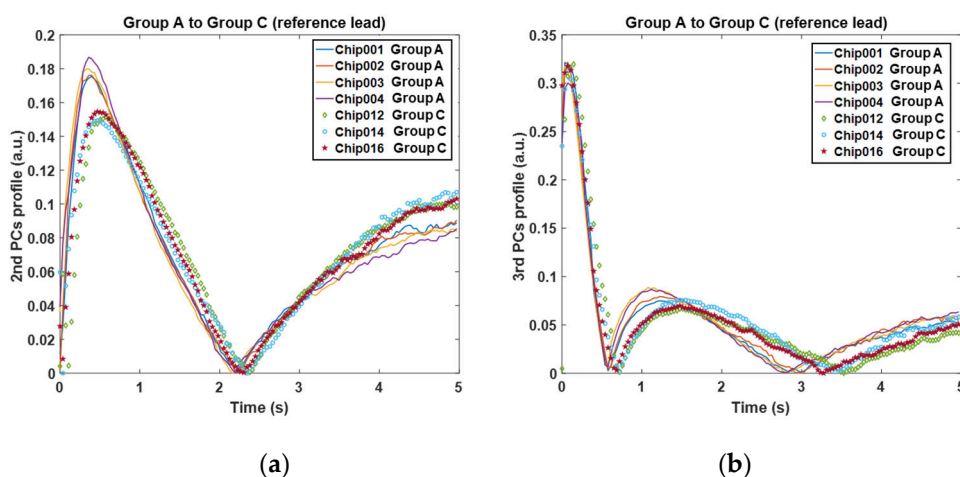 Group A to Group C (reference lead)
2nd PCs profile (a.u.)
0.2
0.18
0.16
0.14
0.12
0.1
0.08
0.06
0.04
0.02
0
Chip001 Group A
Chip002 Group A
Chip003 Group A
Chip004 Group A
Chip012 Group C
Chip014 Group C
Chip016 Group C
0 1 2 3 4 5
Time (s)
(a)
Group A to Group C (reference lead)
3rd PCs profile (a.u.)
0.35
0.3
0.25
0.2
0.15
0.1
0.05
0
Chip001 Group A
Chip002 Group A
Chip003 Group A
Chip004 Group A
Chip012 Group C
Chip014 Group C
Chip016 Group C
0 1 2 3 4 5
Time (s)
(b)